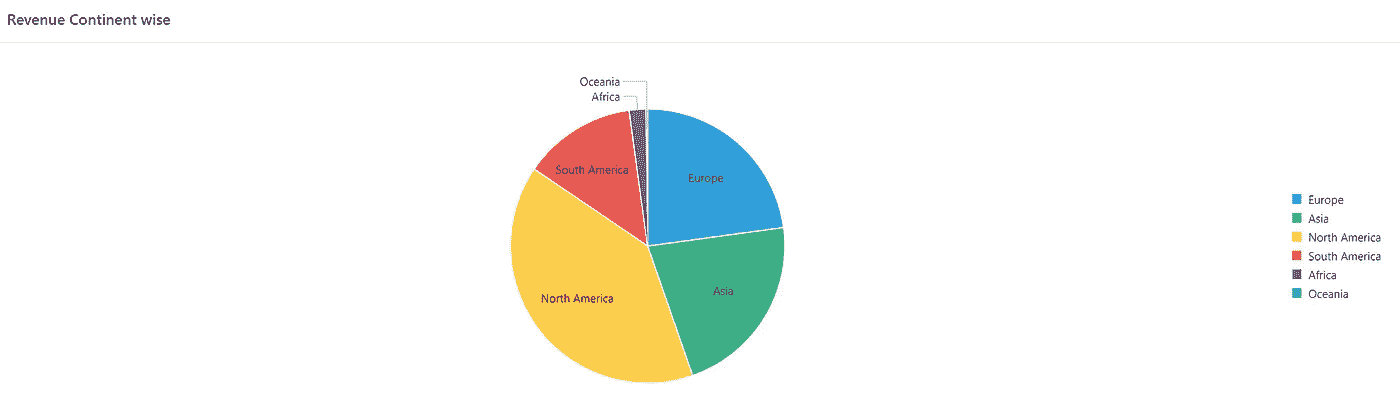 Revenue Continent wise
Oceania
Africa
South America
Europe
North America
Asia
Europe
Asia
North America
South America
Africa
Oceania